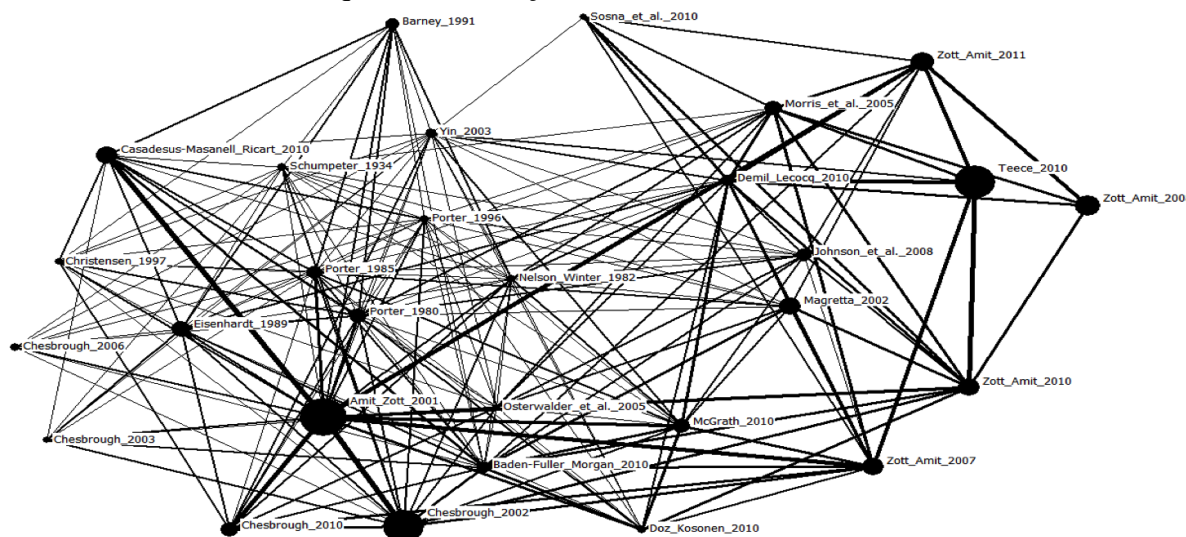 Sosna_et_al._2010
Barney_1991
Zott_Amit_2011
Morris_et_al._2005
Yin_2003
Casadesus-Masanell_Ricart_2010
Schumpeter_1934
Teece_2010
Demil_Lecocq_2010
Zott_Amit_200
Porter_1996
Johnson_et_al._2008
Christensen_1997
Porter_1985
Nelson_Winter_1982
Magretta_2002
Porter_1980
Eisenhardt_1989
Chesbrough_2006
Zott_Amit_2010
Amit_Zott_2001
Osterwalder_et_al._2005
McGrath_2010
Chesbrough_2003
Baden-Fuller_Morgan_2010
Zott_Amit_2007
Chesbrough_2002
Chesbrough_2010
Doz_Kosonen_2010